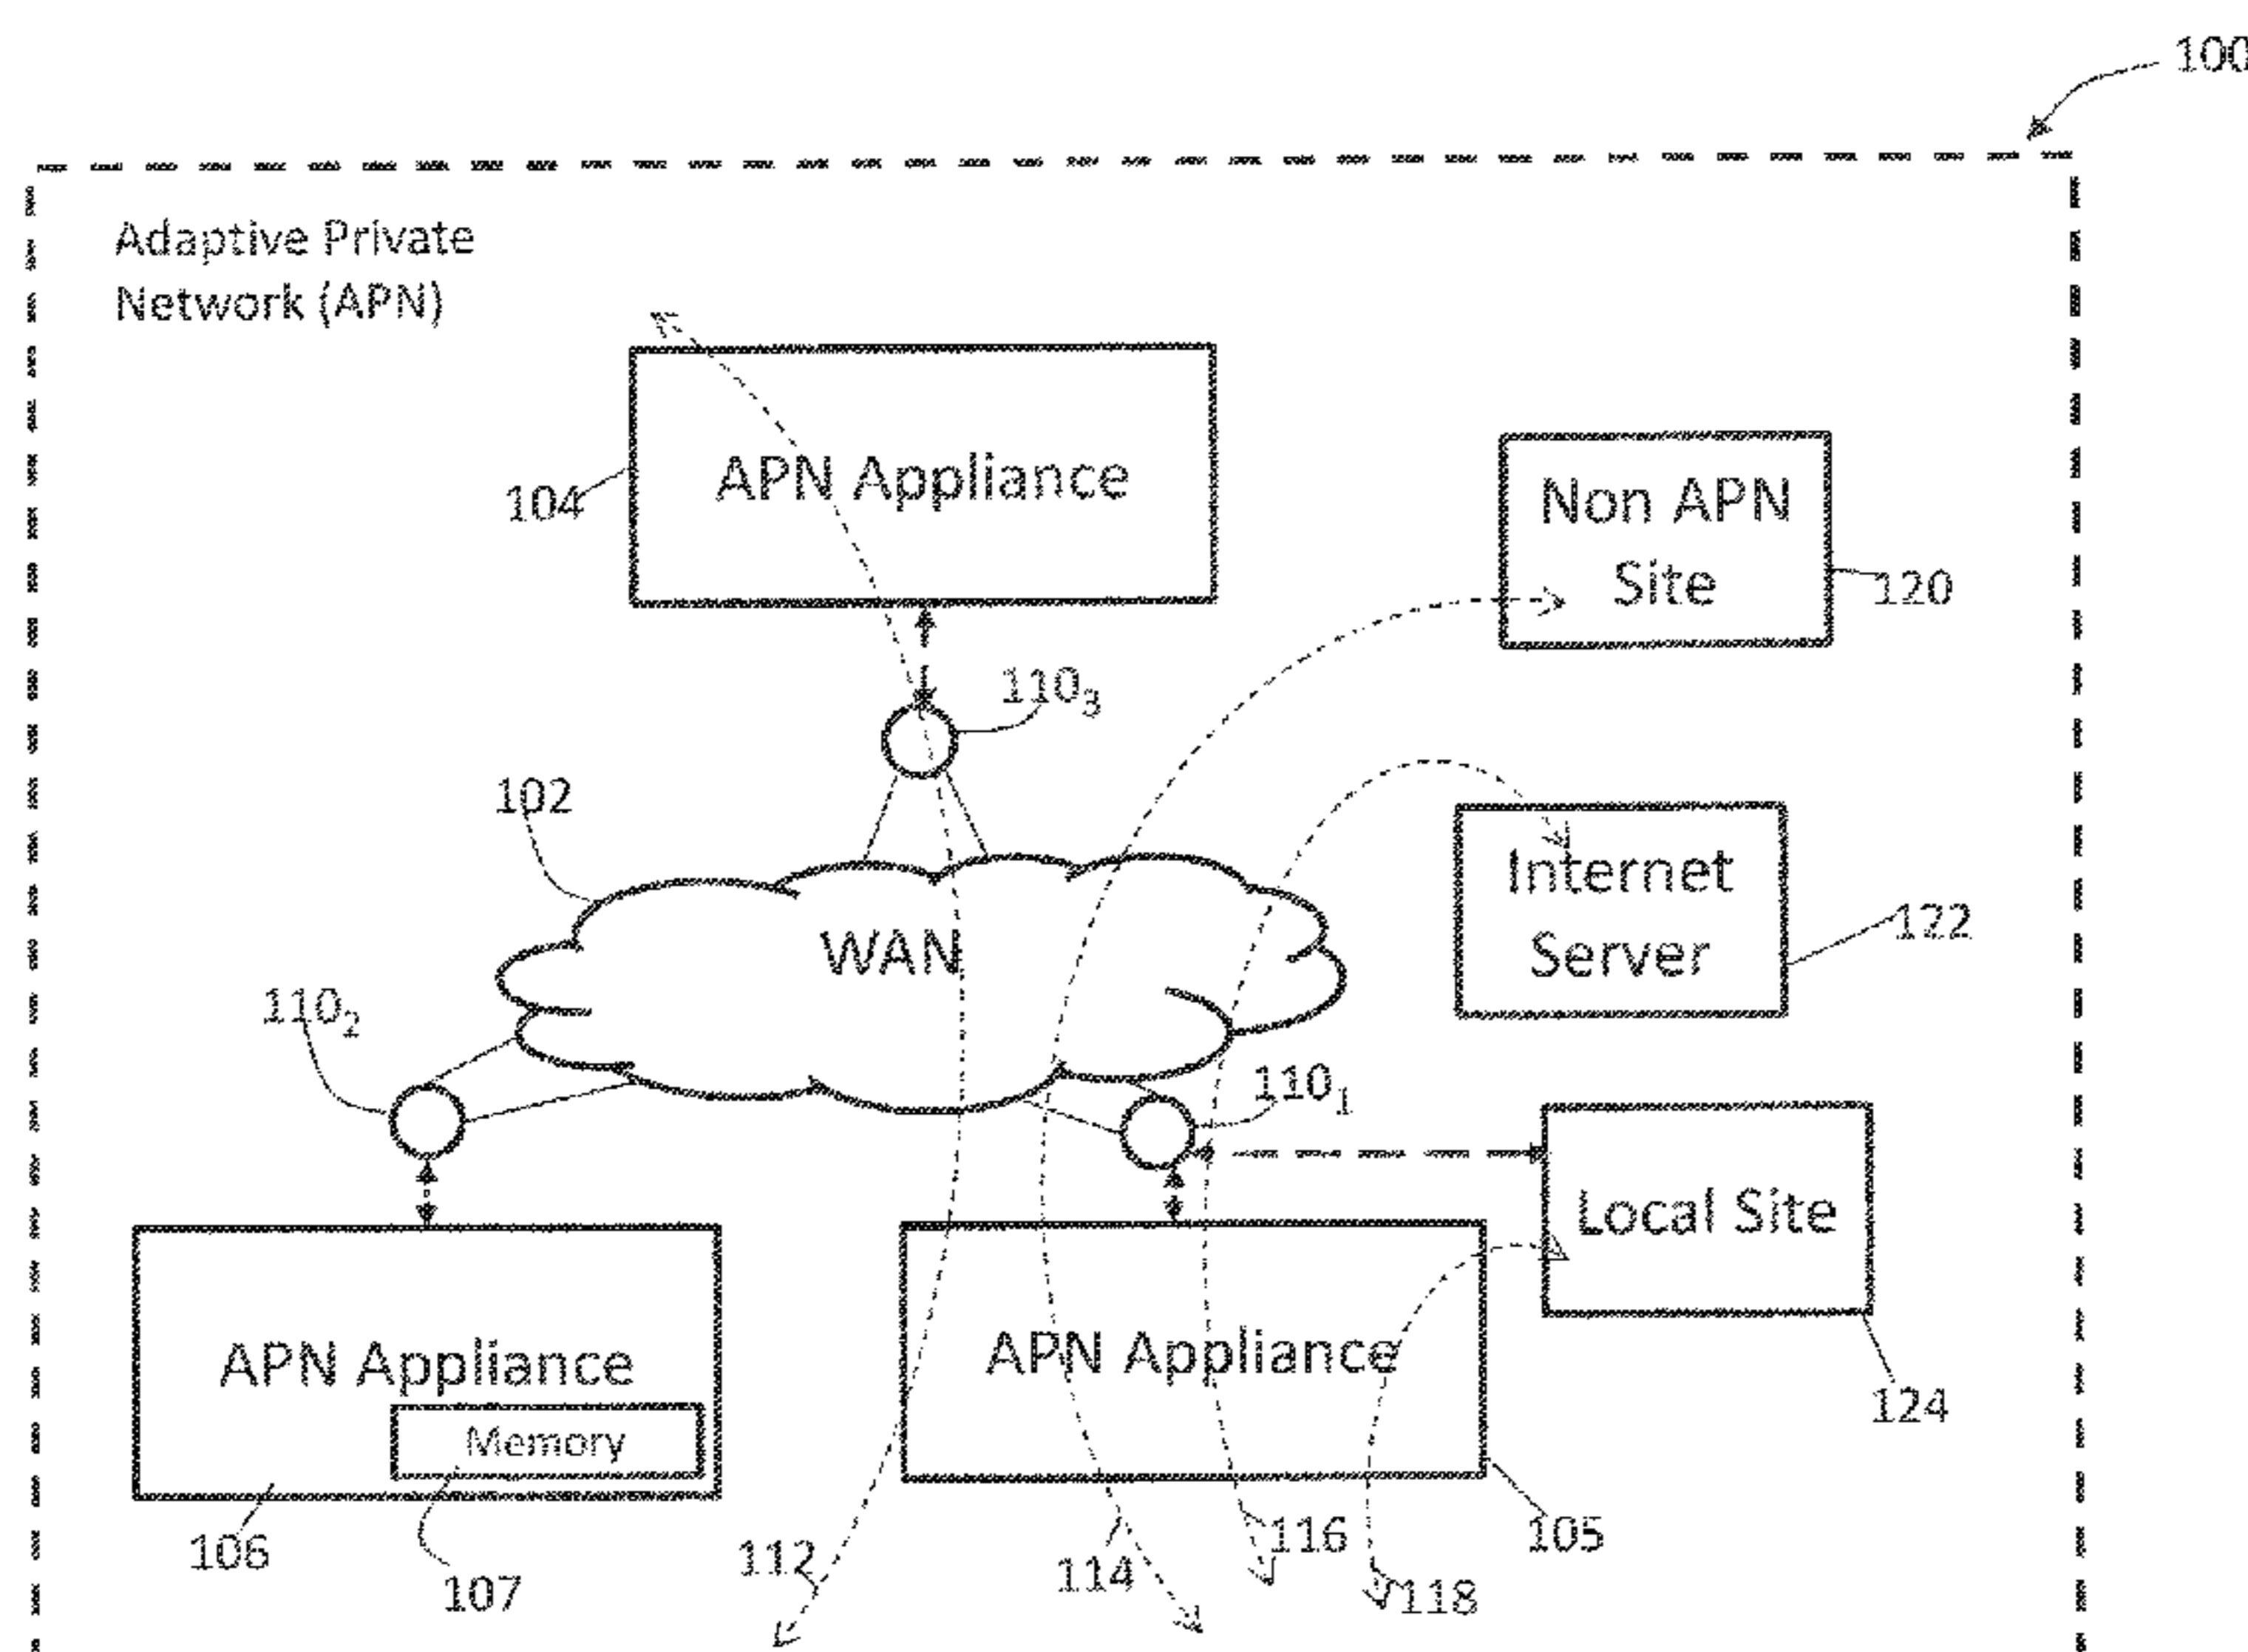 100
Adaptive Private
Network (APN)
APN Appliance
104
Non APN
Site
120
110₃
102
Internet
Server
122
WAN
110₂
110₁
Local Site
124
APN Appliance
Memory
APN Appliance
106
107
112
114
116
118
105